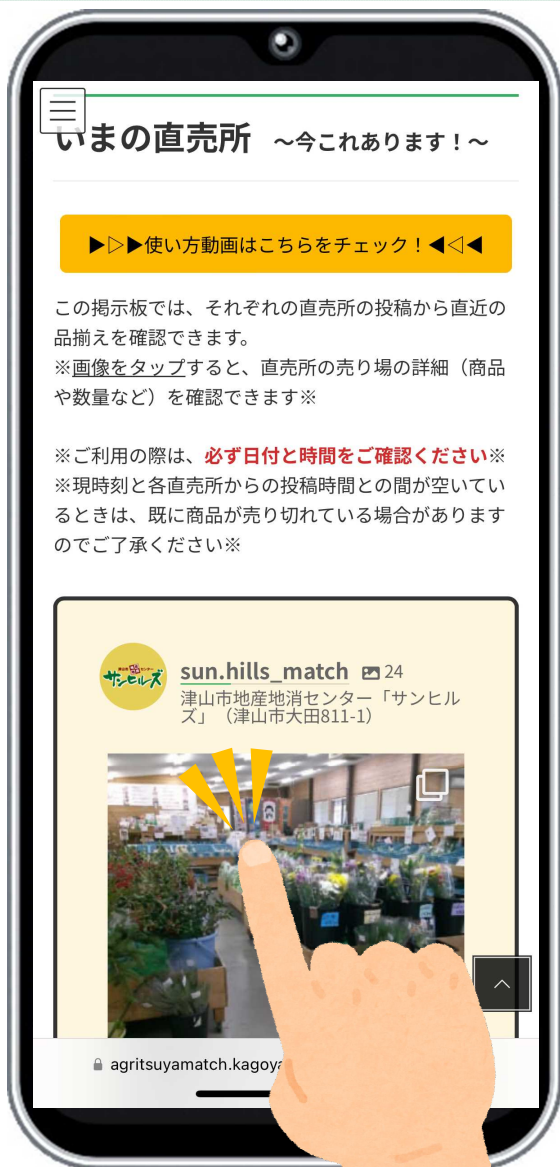 いまの直売所 ～今これあります！～
▶▷▶使い方動画はこちらをチェック！◀◁◀
この掲示板では、それぞれの直売所の投稿から直近の
品揃えを確認できます。
※画像をタップすると、直売所の売り場の詳細（商品
や数量など）を確認できます※
※ご利用の際は、必ず日付と時間をご確認ください※
※現時刻と各直売所からの投稿時間との間が空いてい
るときは、既に商品が売り切れている場合があります
のでご了承ください※
サンヒルズ
sun.hills_match 24
津山市地産地消センター「サンヒル
ズ」（津山市大田811-1）
agritsuyamatch.kagoya